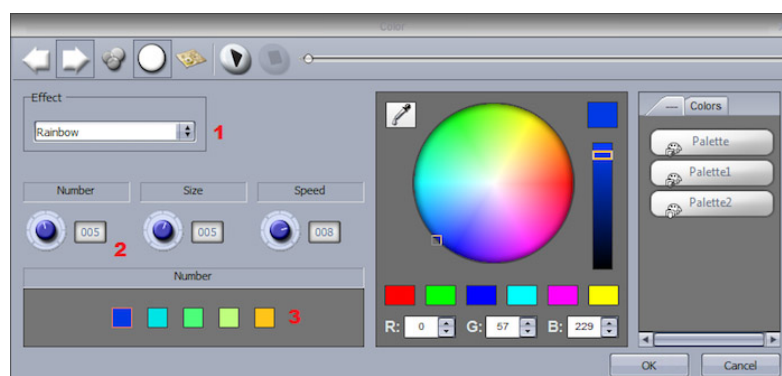 Color
Effect
Rainbow
1
Number Size Speed
005 005 008
2
Number
3
R: 0 G: 57 B: 229
— Colors
Palette
Palette1
Palette2
OK Cancel